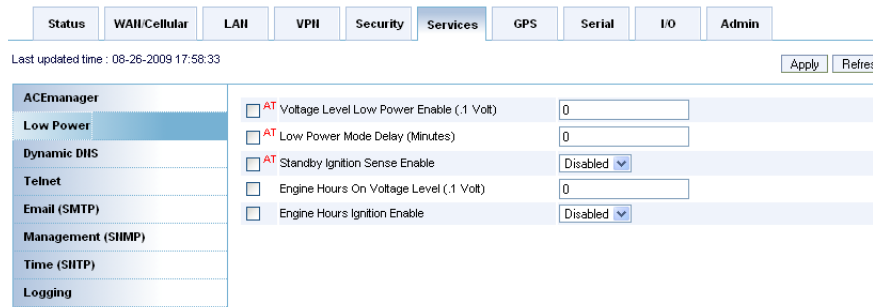 Status WAN/Cellular LAN VPN Security Services GPS Serial I/O Admin
Last updated time : 08-26-2009 17:58:33
Apply Refres
ACEmanager
Low Power
Dynamic DNS
Telnet
Email (SMTP)
Management (SNMP)
Time (SNTP)
Logging
AT Voltage Level Low Power Enable (.1 Volt) 0
AT Low Power Mode Delay (Minutes) 0
AT Standby Ignition Sense Enable Disabled
Engine Hours On Voltage Level (.1 Volt) 0
Engine Hours Ignition Enable Disabled